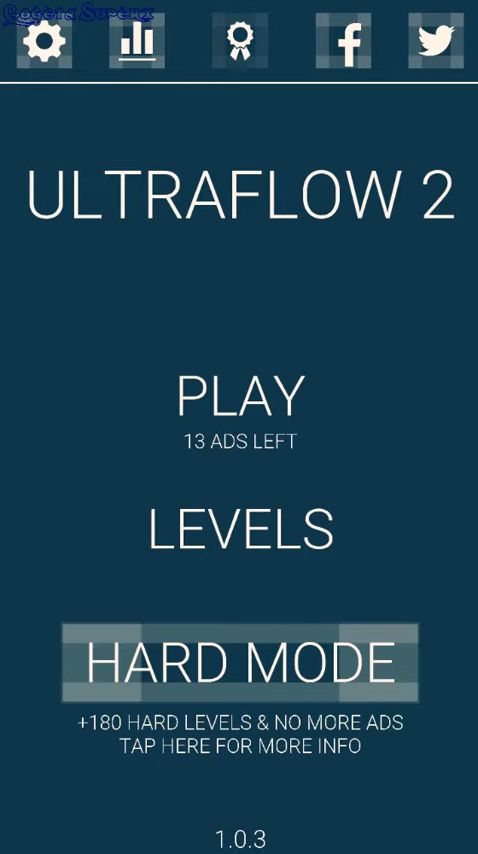 ULTRAFLOW 2
PLAY
13 ADS LEFT
LEVELS
HARD MODE
+180 HARD LEVELS & NO MORE ADS
TAP HERE FOR MORE INFO
1.0.3